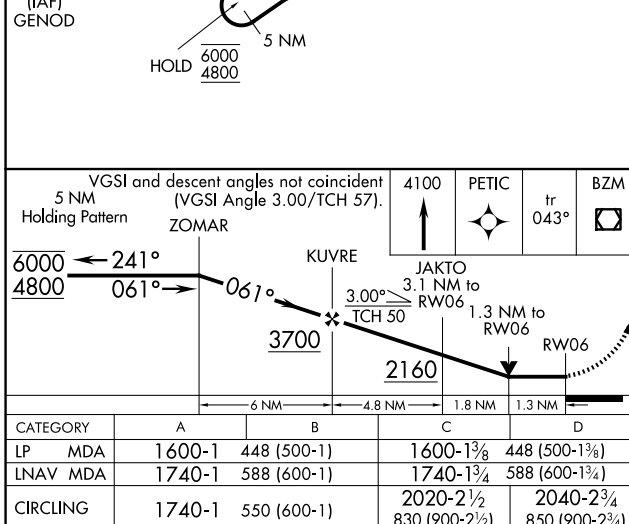 (IAF)
GENOD
5 NM
HOLD 6000
4800
VGSI and descent angles not coincident
(VGSI Angle 3.00/TCH 57).
5 NM
Holding Pattern
4100
PETIC
tr
043°
BZM
ZOMAR
KUVRE
JAKTO
3.1 NM to
RW06
1.3 NM to
RW06
RW06
6000
4800
241°
061°
061°
3.00°
TCH 50
3700
2160
6 NM
4.8 NM
1.8 NM
1.3 NM
CATEGORY A B C D
LP MDA 1600-1 448 (500-1) 1600-1⅜ 448 (500-1⅜)
LNAV MDA 1740-1 588 (600-1) 1740-1¾ 588 (600-1¾)
CIRCLING 1740-1 550 (600-1) 2020-2½ 2040-2¾
830 (900-2½) 850 (900-2¾)